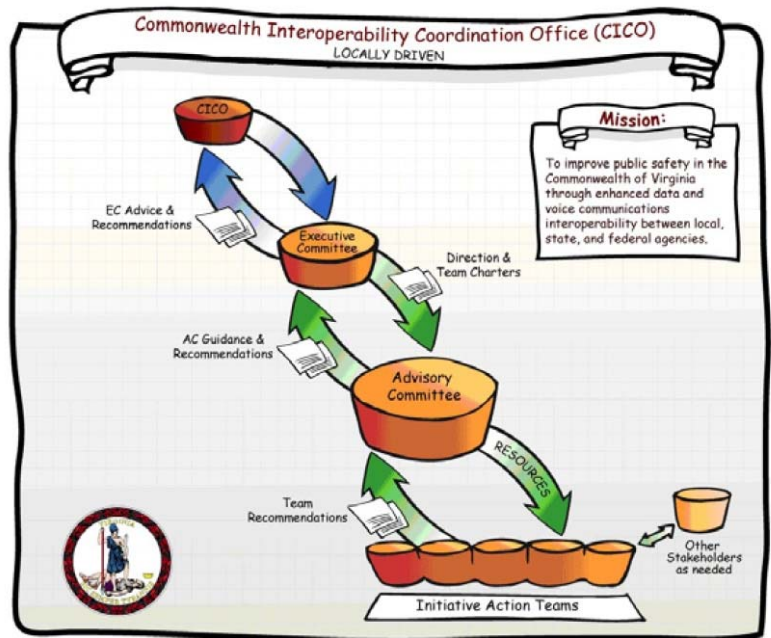 Commonwealth Interoperability Coordination Office (CICO)
LOCALLY DRIVEN
CICO
Mission:
To improve public safety in the
Commonwealth of Virginia
through enhanced data and
voice communications
interoperability between local,
state, and federal agencies.
EC Advice &
Recommendations
Executive
Committee
Direction &
Team Charters
AC Guidance &
Recommendations
Advisory
Committee
RESOURCES
Team
Recommendations
Other
Stakeholders
as needed
Initiative Action Teams
VIRGINIA